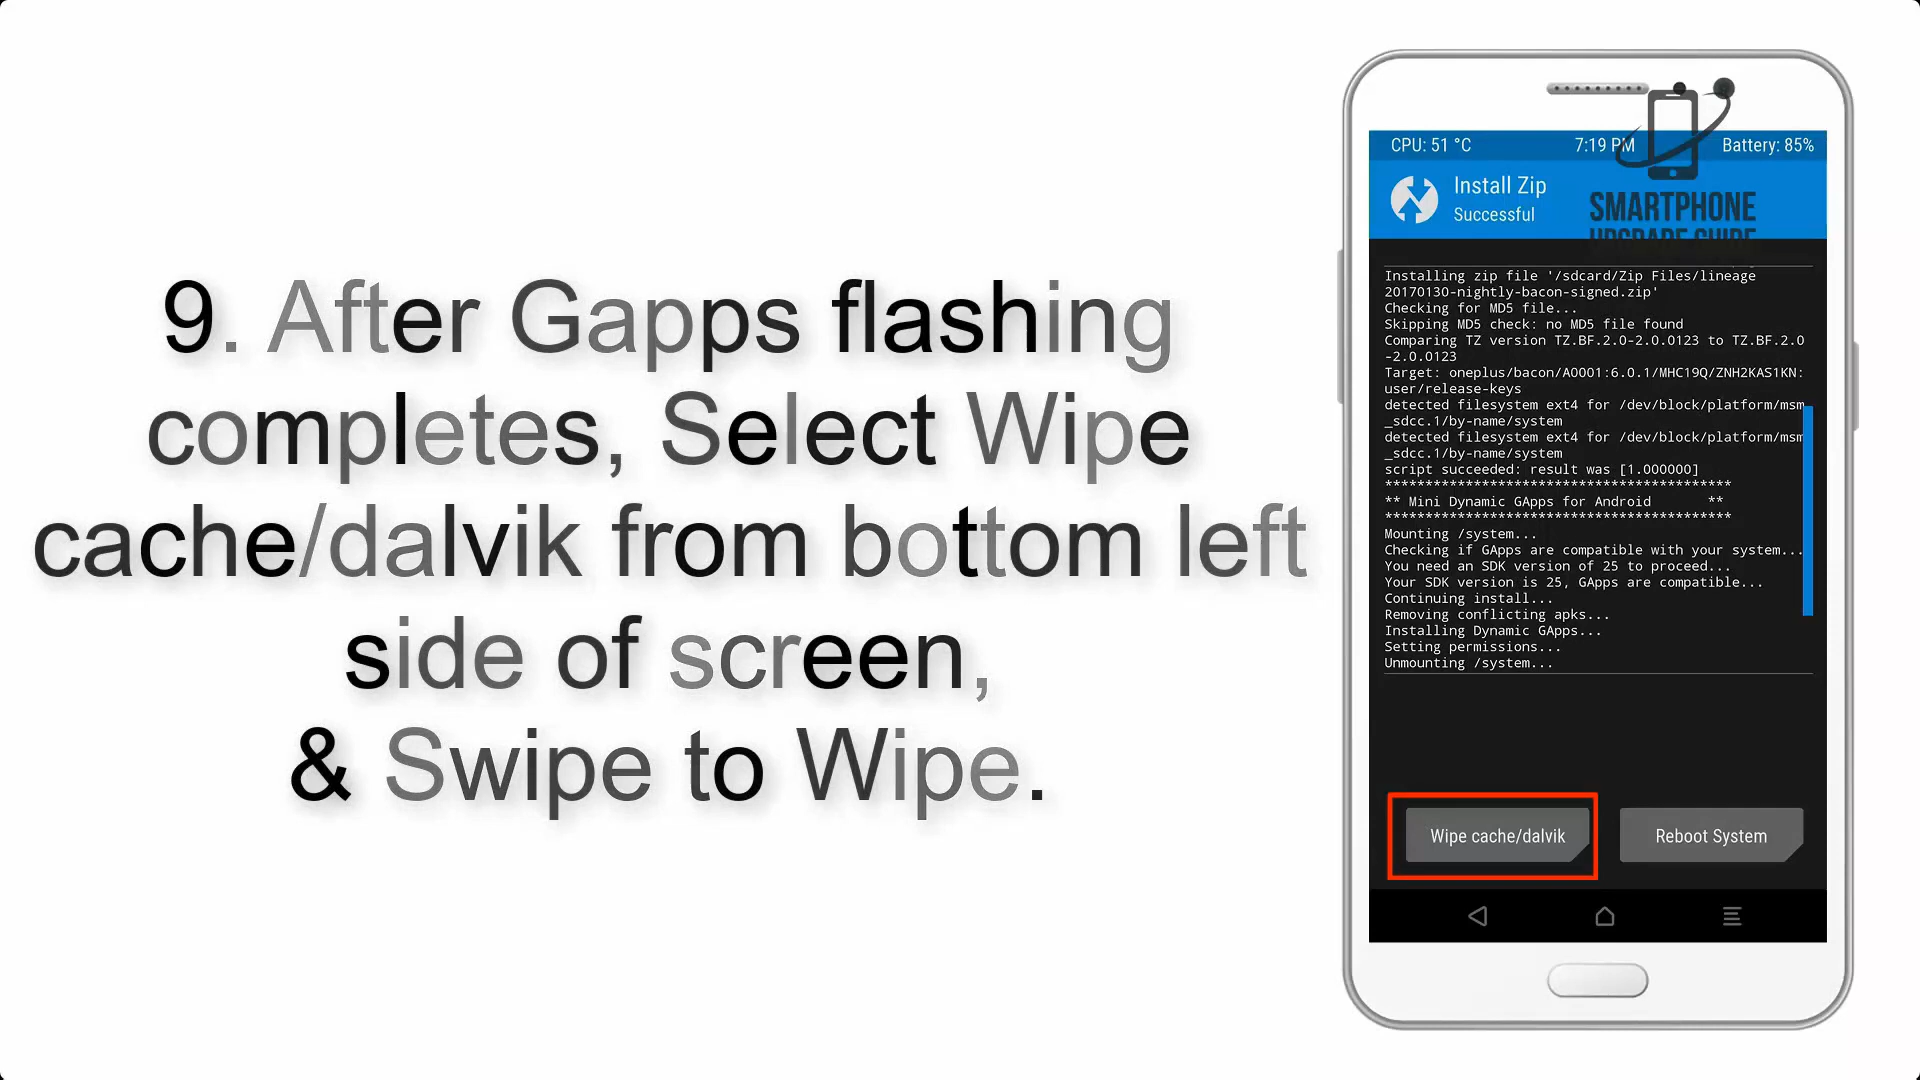 9. After Gapps flashing
completes, Select Wipe
cache/dalvik from bottom left
side of screen,
& Swipe to Wipe.
CPU: 51 °C 7:19 PM Battery: 85%
Install Zip
Successful
SMARTPHONE
UPGRADE GUIDE
Installing zip file '/sdcard/Zip Files/lineage
20170130-nightly-bacon-signed.zip'
Checking for MD5 file...
Skipping MD5 check: no MD5 file found
Comparing TZ version TZ.BF.2.0-2.0.0123 to TZ.BF.2.0
-2.0.0123
Target: oneplus/bacon/A0001:6.0.1/MHC19Q/ZNH2KAS1KN:
user/release-keys
detected filesystem ext4 for /dev/block/platform/msm
_sdcc.1/by-name/system
detected filesystem ext4 for /dev/block/platform/msm
_sdcc.1/by-name/system
script succeeded: result was [1.000000]
*******************************************
** Mini Dynamic GApps for Android **
*******************************************
Mounting /system...
Checking if GApps are compatible with your system...
You need an SDK version of 25 to proceed...
Your SDK version is 25, GApps are compatible...
Continuing install...
Removing conflicting apks...
Installing Dynamic GApps...
Setting permissions...
Unmounting /system...
Wipe cache/dalvik Reboot System